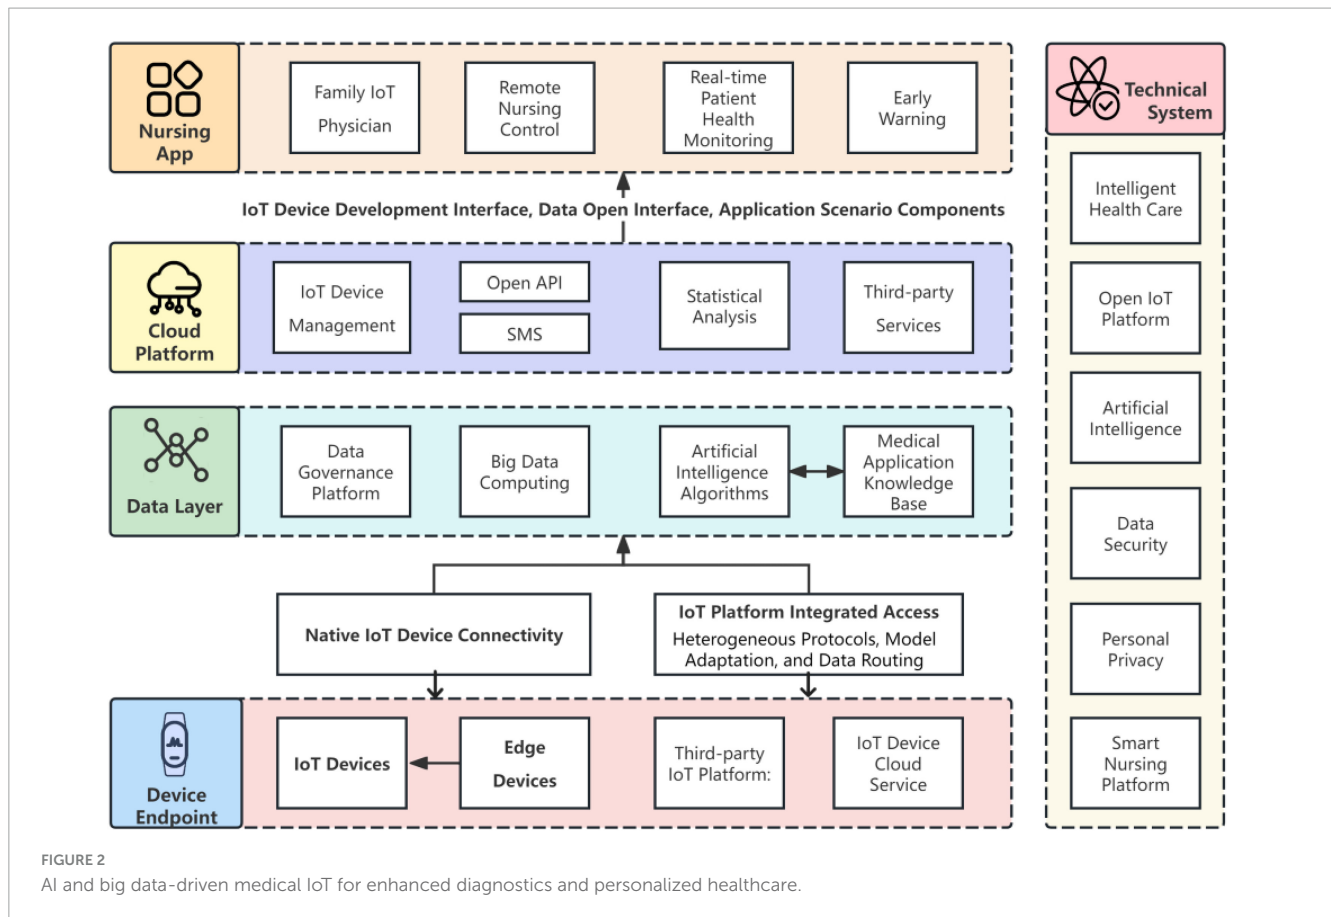 Nursing
App
Family IoT
Physician
Remote
Nursing
Control
Real-time
Patient
Health
Monitoring
Early
Warning
IoT Device Development Interface, Data Open Interface, Application Scenario Components
Cloud
Platform
IoT Device
Management
Open API
SMS
Statistical
Analysis
Third-party
Services
Data Layer
Data
Governance
Platform
Big Data
Computing
Artificial
Intelligence
Algorithms
Medical
Application
Knowledge
Base
Native IoT Device Connectivity
IoT Platform Integrated Access
Heterogeneous Protocols, Model
Adaptation, and Data Routing
Device
Endpoint
IoT Devices
Edge
Devices
Third-party
IoT Platform:
IoT Device
Cloud
Service
Technical
System
Intelligent
Health Care
Open IoT
Platform
Artificial
Intelligence
Data
Security
Personal
Privacy
Smart
Nursing
Platform
FIGURE 2
AI and big data-driven medical IoT for enhanced diagnostics and personalized healthcare.